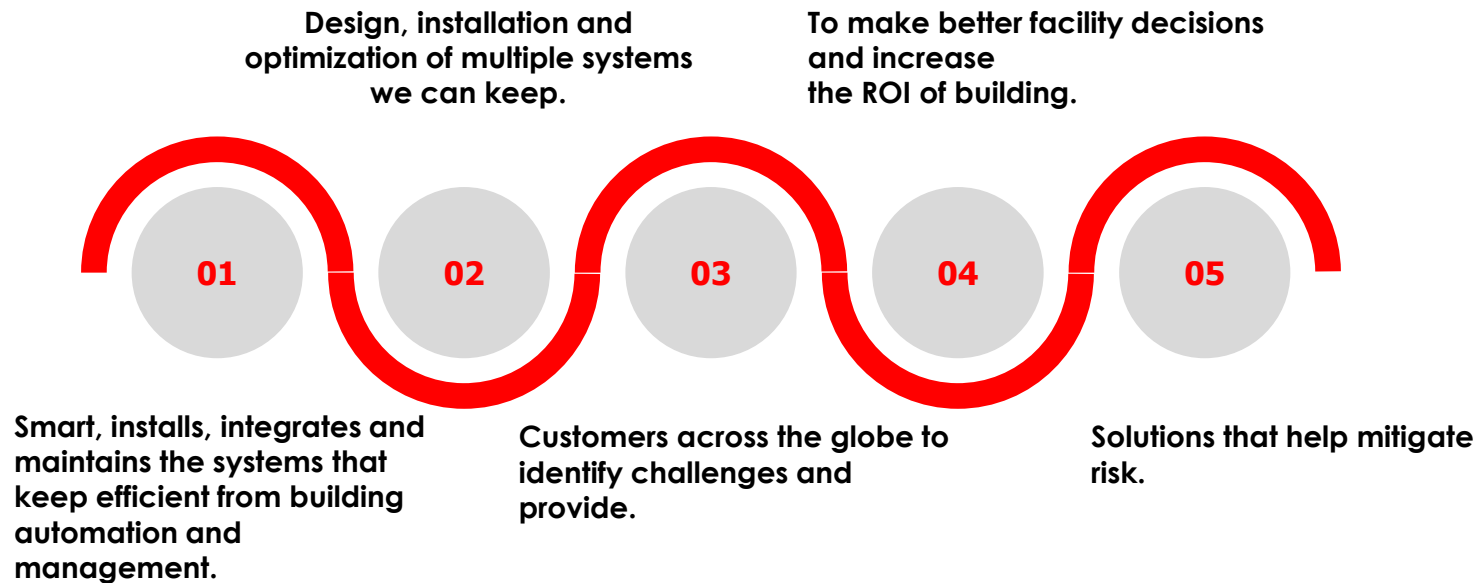 Design, installation and
optimization of multiple systems
we can keep.
To make better facility decisions
and increase
the ROI of building.
01
02
03
04
05
Smart, installs, integrates and
maintains the systems that
keep efficient from building
automation and
management.
Customers across the globe to
identify challenges and
provide.
Solutions that help mitigate
risk.